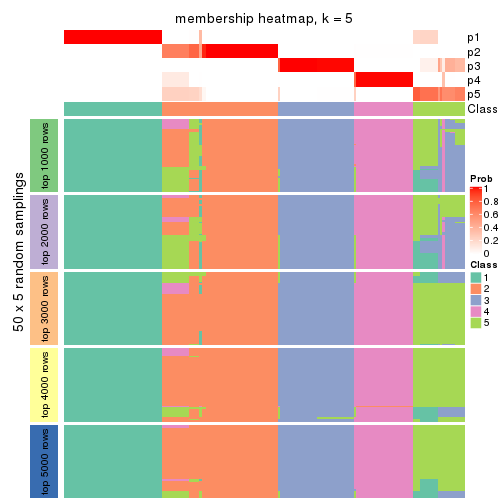 membership heatmap, k = 5
p1
p2
p3
p4
p5
Class
50 x 5 random samplings
top 1000 rows
top 2000 rows
top 3000 rows
top 4000 rows
top 5000 rows
Prob
1
0.8
0.6
0.4
0.2
0
Class
1
2
3
4
5